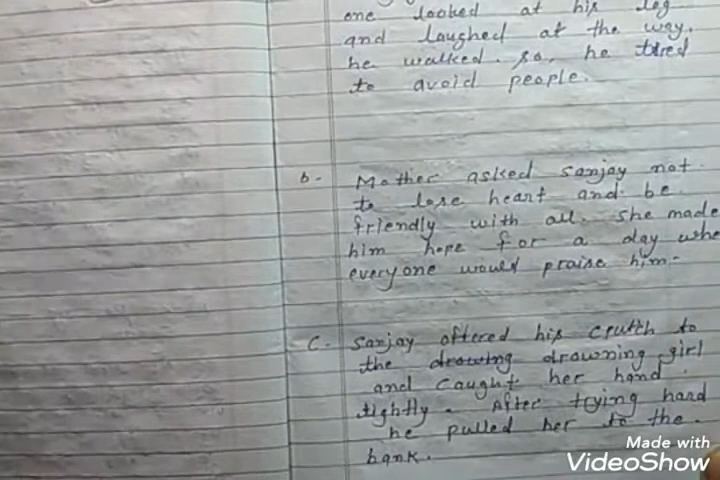 one looked at his leg
and laughed at the way.
he walked. so, he tired
to avoid people.
b- Mother asked sanjay not.
to lose heart and be.
friendly with all. she made
him hope for a day whe
everyone would praise him-
C. Sanjay offered his crutch to
the drowing drowning girl
and caught her hand
tightly. After trying hard
he pulled her to the.
bank.
Made with
VideoShow